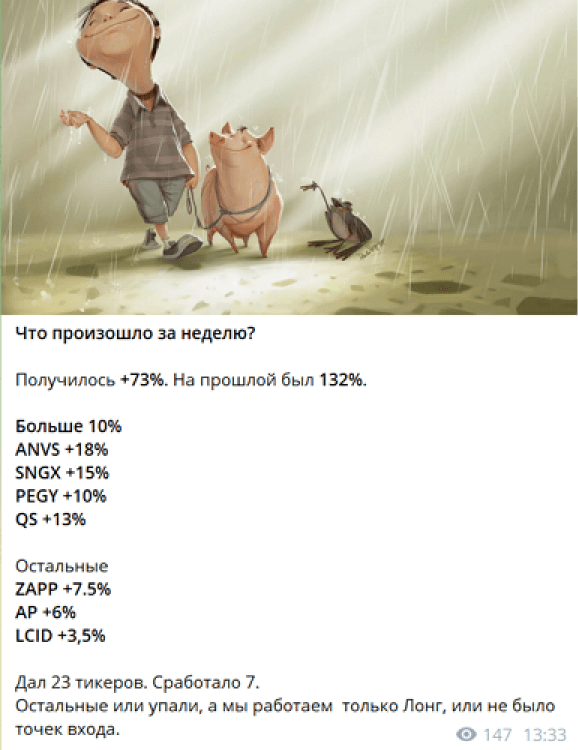 Что произошло за неделю?
Получилось +73%. На прошлой был 132%.
Больше 10%
ANVS +18%
SNGX +15%
PEGY +10%
QS +13%
Остальные
ZAPP +7.5%
AP +6%
LCID +3,5%
Дал 23 тикеров. Сработало 7.
Остальные или упали, а мы работаем только Лонг, или не было
точек входа.
147 13:33